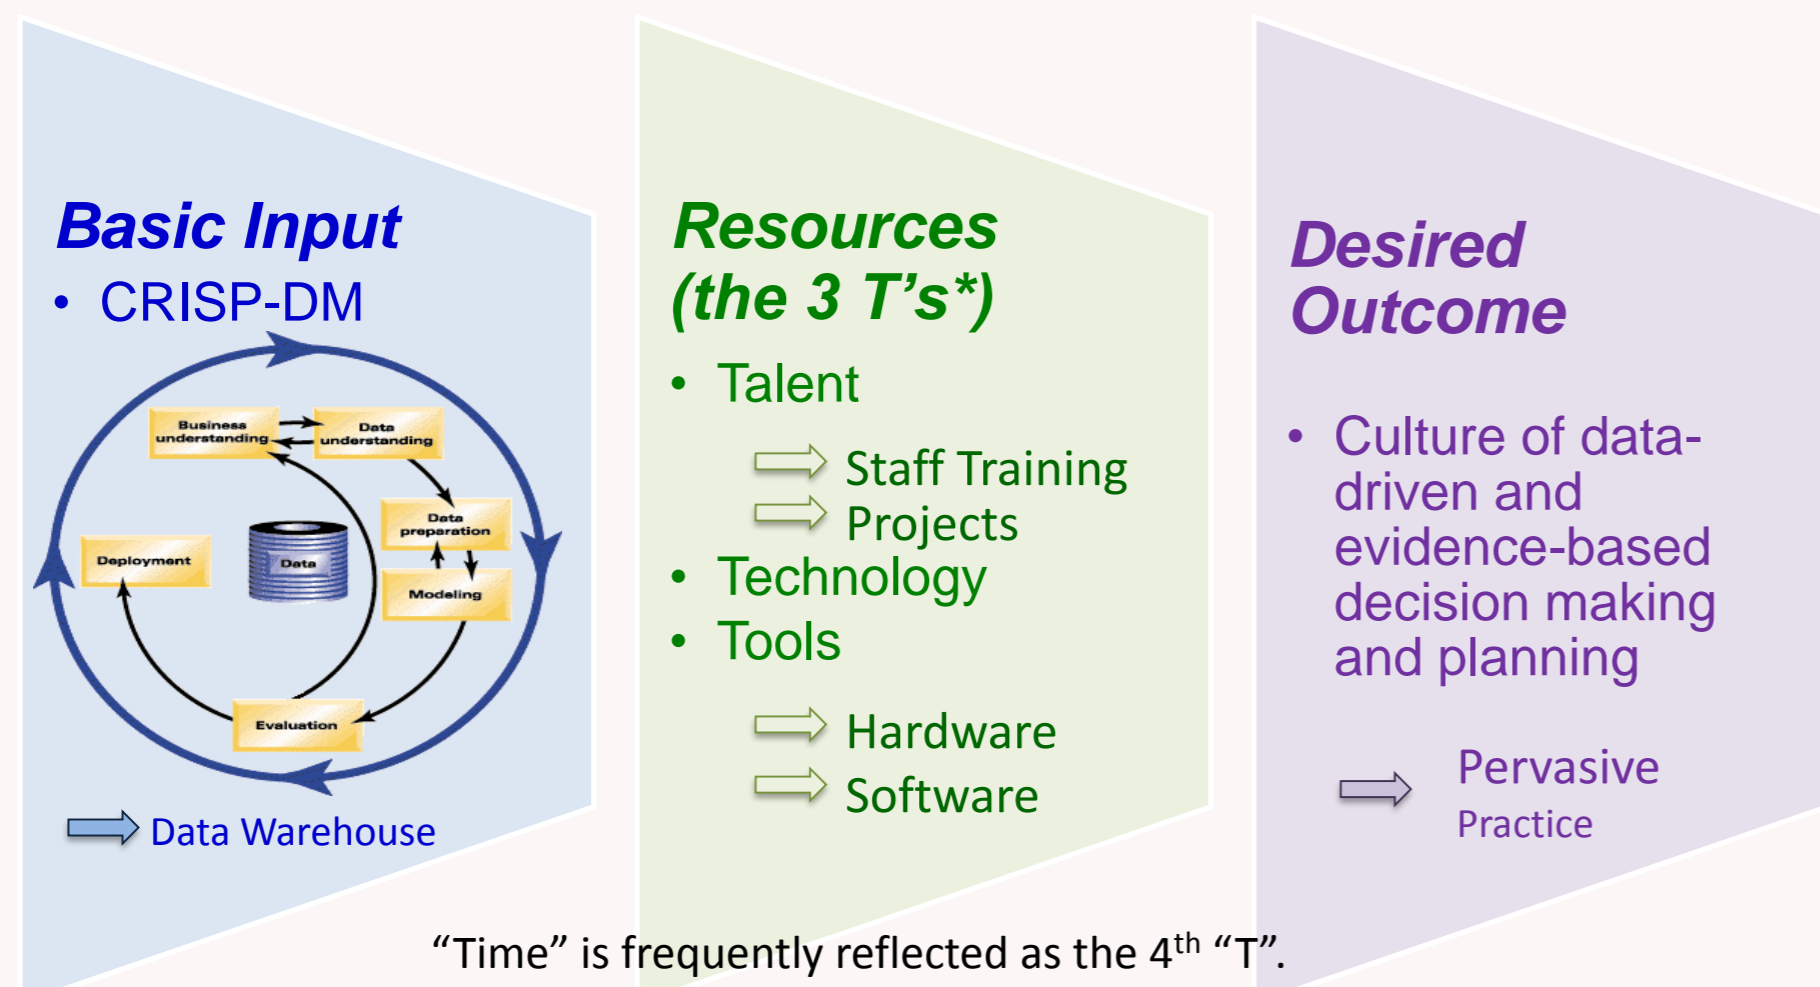 Basic Input
• CRISP-DM
Business
understanding
Data
understanding
Data
preparation
Deployment
Data
Modeling
Evaluation
Data Warehouse
Resources
(the 3 T’s*)
• Talent
Staff Training
Projects
• Technology
• Tools
Hardware
Software
Desired
Outcome
• Culture of data-
driven and
evidence-based
decision making
and planning
Pervasive
Practice
“Time” is frequently reflected as the 4th “T”.